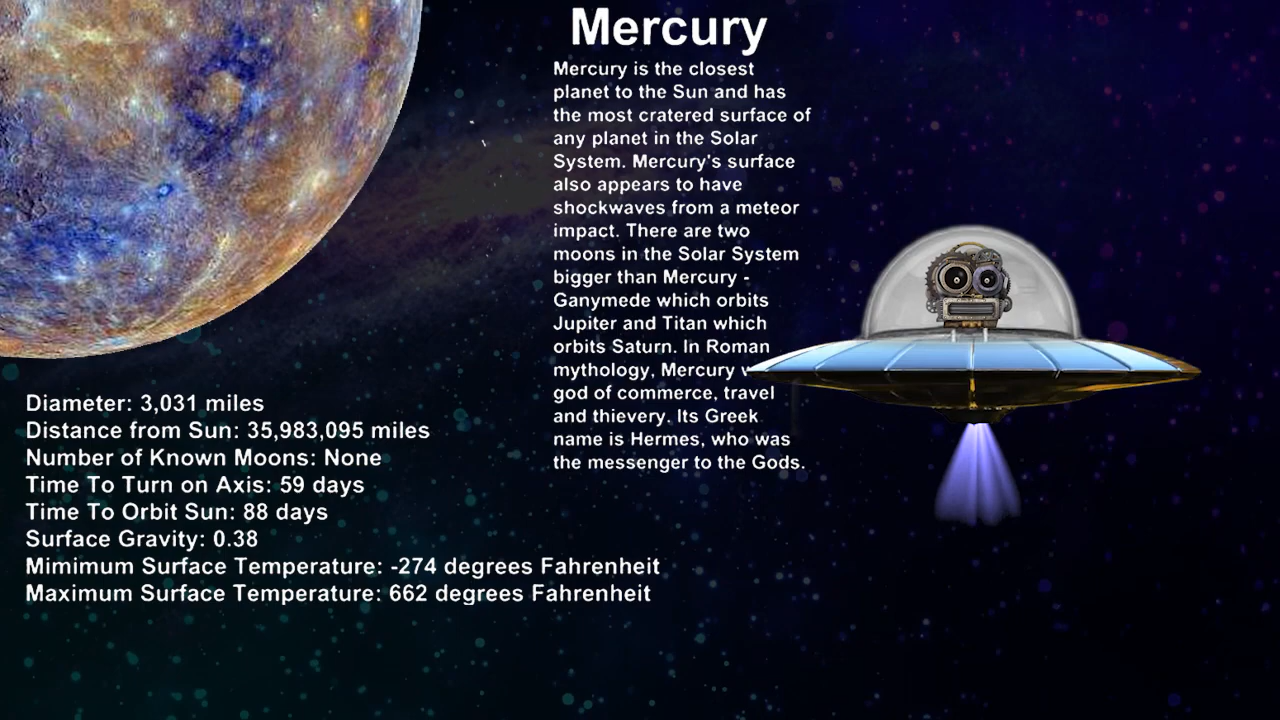 Mercury
Mercury is the closest
planet to the Sun and has
the most cratered surface of
any planet in the Solar
System. Mercury's surface
also appears to have
shockwaves from a meteor
impact. There are two
moons in the Solar System
bigger than Mercury -
Ganymede which orbits
Jupiter and Titan which
orbits Saturn. In Roman
mythology, Mercury
god of commerce, travel
and thievery. Its Greek
name is Hermes, who was
the messenger to the Gods.
Diameter: 3,031 miles
Distance from Sun: 35,983,095 miles
Number of Known Moons: None
Time To Turn on Axis: 59 days
Time To Orbit Sun: 88 days
Surface Gravity: 0.38
Mimimum Surface Temperature: -274 degrees Fahrenheit
Maximum Surface Temperature: 662 degrees Fahrenheit